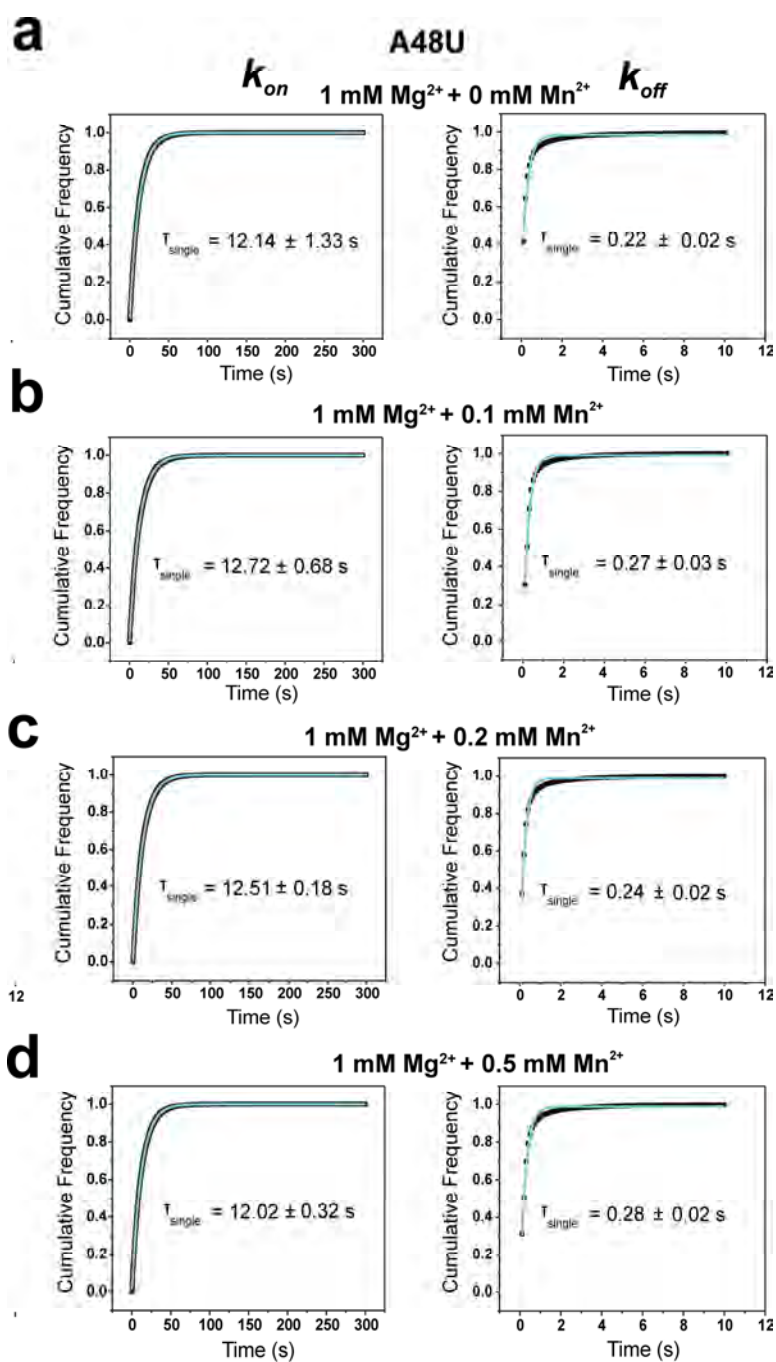 a
A48U
k_on
k_off
1 mM Mg²⁺ + 0 mM Mn²⁺
Cumulative Frequency
1.0
0.8
0.6
0.4
0.2
0.0
τ_single = 12.14 ± 1.33 s
0 50 100 150 200 250 300
Time (s)
Cumulative Frequency
1.0
0.8
0.6
0.4
0.2
0.0
τ_single = 0.22 ± 0.02 s
0 2 4 6 8 10 12
Time (s)
b
1 mM Mg²⁺ + 0.1 mM Mn²⁺
Cumulative Frequency
1.0
0.8
0.6
0.4
0.2
0.0
τ_single = 12.72 ± 0.68 s
0 50 100 150 200 250 300
Time (s)
Cumulative Frequency
1.0
0.8
0.6
0.4
0.2
0.0
τ_single = 0.27 ± 0.03 s
0 2 4 6 8 10 12
Time (s)
c
1 mM Mg²⁺ + 0.2 mM Mn²⁺
Cumulative Frequency
1.0
0.8
0.6
0.4
0.2
0.0
τ_single = 12.51 ± 0.18 s
0 50 100 150 200 250 300
Time (s)
Cumulative Frequency
1.0
0.8
0.6
0.4
0.2
0.0
τ_single = 0.24 ± 0.02 s
0 2 4 6 8 10 12
Time (s)
12
d
1 mM Mg²⁺ + 0.5 mM Mn²⁺
Cumulative Frequency
1.0
0.8
0.6
0.4
0.2
0.0
τ_single = 12.02 ± 0.32 s
0 50 100 150 200 250 300
Time (s)
Cumulative Frequency
1.0
0.8
0.6
0.4
0.2
0.0
τ_single = 0.28 ± 0.02 s
0 2 4 6 8 10 12
Time (s)